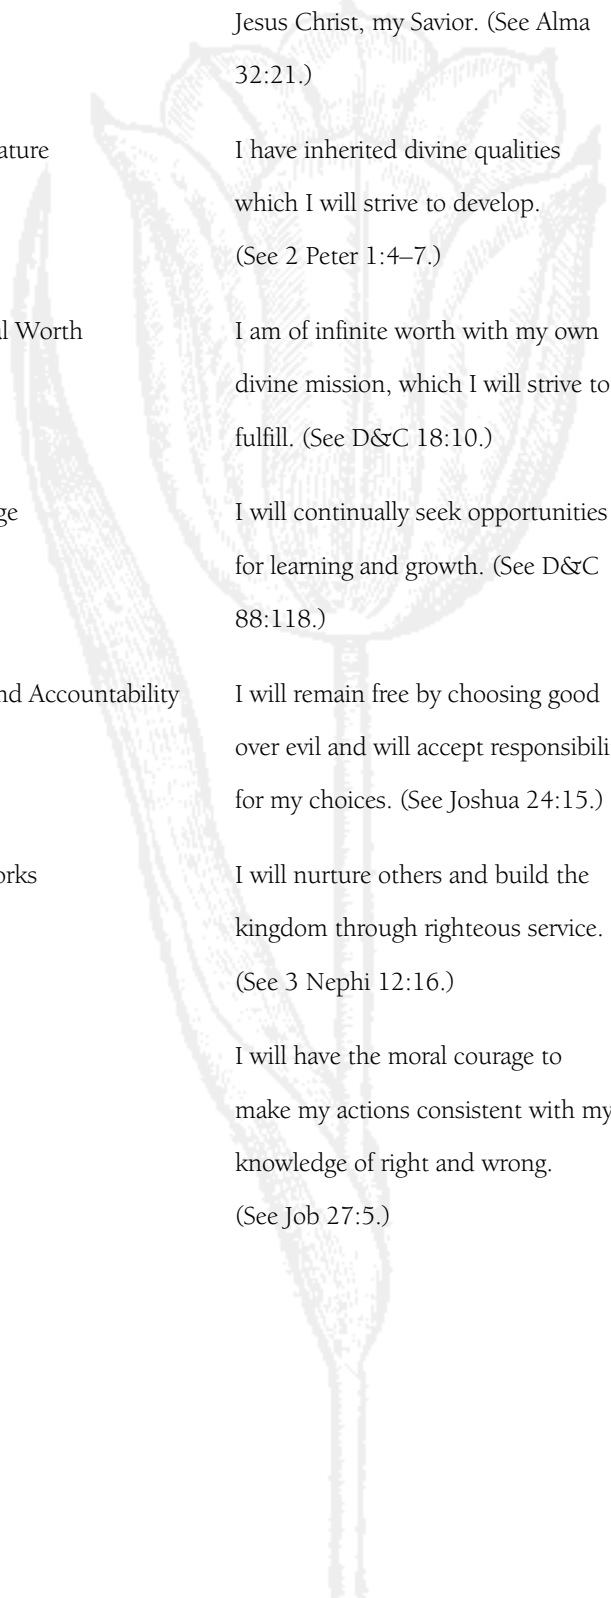 Jesus Christ, my Savior. (See Alma
32:21.)
ature I have inherited divine qualities
which I will strive to develop.
(See 2 Peter 1:4–7.)
l Worth I am of infinite worth with my own
divine mission, which I will strive to
fulfill. (See D&C 18:10.)
ge I will continually seek opportunities
for learning and growth. (See D&C
88:118.)
nd Accountability I will remain free by choosing good
over evil and will accept responsibili
for my choices. (See Joshua 24:15.)
orks I will nurture others and build the
kingdom through righteous service.
(See 3 Nephi 12:16.)
I will have the moral courage to
make my actions consistent with my
knowledge of right and wrong.
(See Job 27:5.)